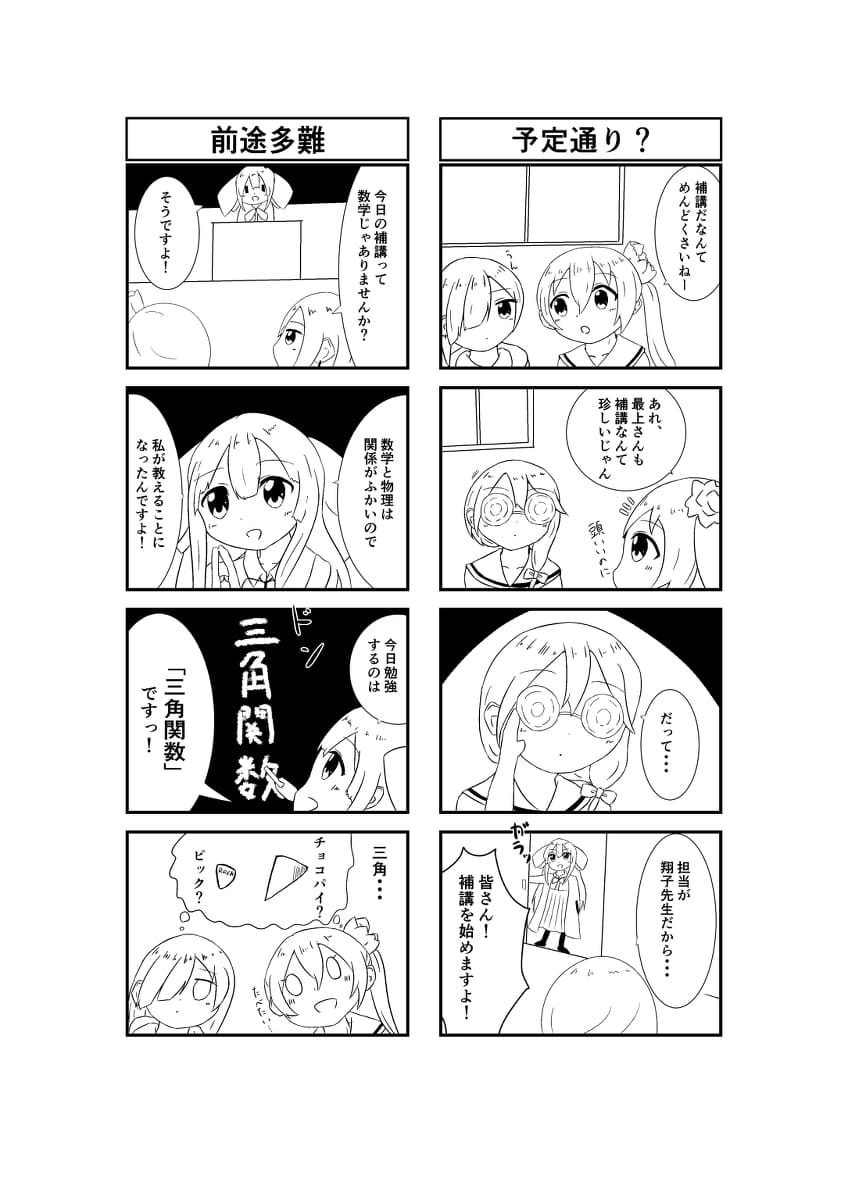 予定通り？
補講だなんて
めんどくさいねー
うん
あれ、
最上さんも
補講なんて
珍しいじゃん
頭いいのに
だって・・・
担当が
翔子先生だから・・・
ガラッ
皆さん！
補講を始めますよ！
前途多難
今日の補講って
数学じゃありませんか？
そうですよ！
数学と物理は
関係がふかいので
私が教えることに
なったんですよ！
今日勉強
するのは
ドン
三角関数
「三角関数」
ですっ！
三角・・・
チョコパイ？
ピック？
Rock
たべたい…